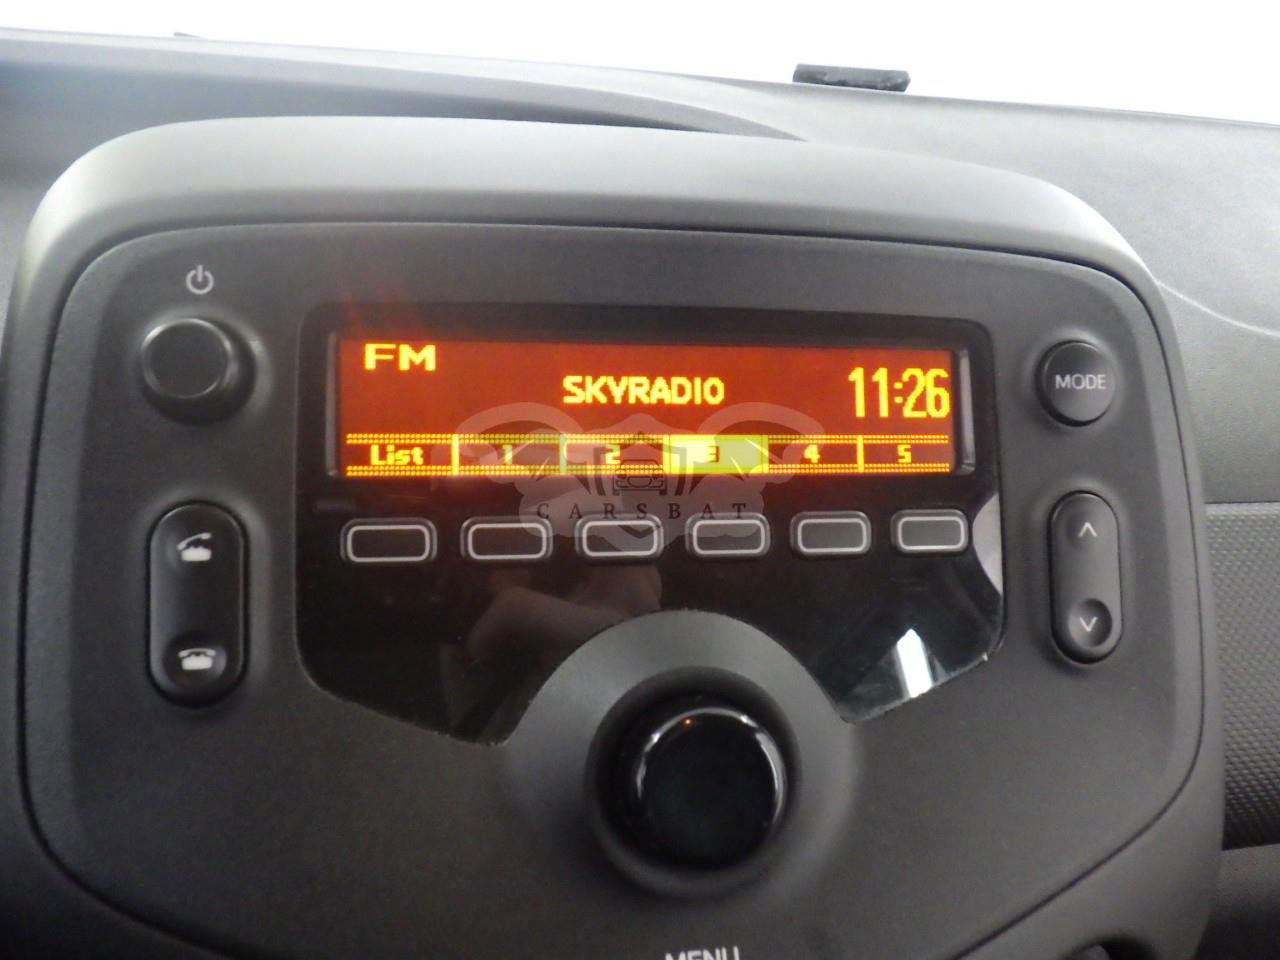 FM
SKYRADIO
11:26
List 1 2 3 4 5
CARSBAT
MODE
MENU